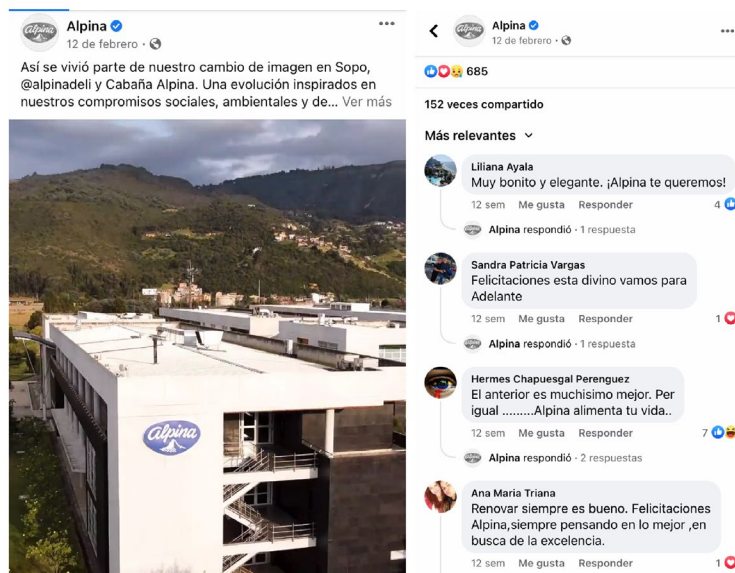 Alpina
12 de febrero ·
Así se vivió parte de nuestro cambio de imagen en Sopo,
@alpinadeli y Cabaña Alpina. Una evolución inspirados en
nuestros compromisos sociales, ambientales y de... Ver más
Alpina
Alpina
12 de febrero ·
685
152 veces compartido
Más relevantes
Liliana Ayala
Muy bonito y elegante. ¡Alpina te queremos!
12 sem Me gusta Responder 4
Alpina respondió · 1 respuesta
Sandra Patricia Vargas
Felicitaciones esta divino vamos para
Adelante
12 sem Me gusta Responder 1
Alpina respondió · 1 respuesta
Hermes Chapuesgal Perenguez
El anterior es muchisimo mejor. Per
igual .........Alpina alimenta tu vida..
12 sem Me gusta Responder 7
Alpina respondió · 2 respuestas
Ana Maria Triana
Renovar siempre es bueno. Felicitaciones
Alpina,siempre pensando en lo mejor ,en
busca de la excelencia.
12 sem Me gusta Responder 1